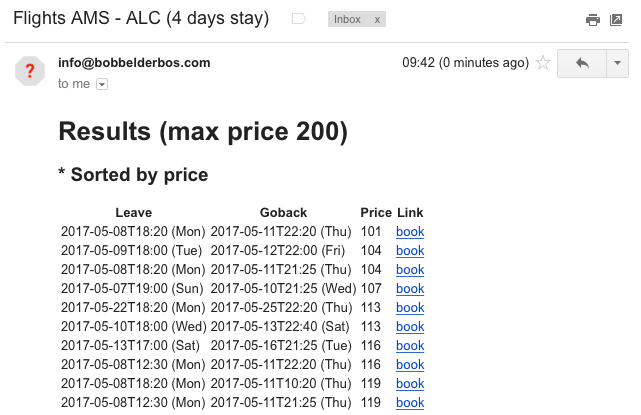 Flights AMS - ALC (4 days stay) Inbox x
?
info@bobbelderbos.com 09:42 (0 minutes ago)
to me
Results (max price 200)
* Sorted by price
Leave Goback Price Link
2017-05-08T18:20 (Mon) 2017-05-11T22:20 (Thu) 101 book
2017-05-09T18:00 (Tue) 2017-05-12T22:00 (Fri) 104 book
2017-05-08T18:20 (Mon) 2017-05-11T21:25 (Thu) 104 book
2017-05-07T19:00 (Sun) 2017-05-10T21:25 (Wed) 107 book
2017-05-22T18:20 (Mon) 2017-05-25T22:20 (Thu) 113 book
2017-05-10T18:00 (Wed) 2017-05-13T22:40 (Sat) 113 book
2017-05-13T17:00 (Sat) 2017-05-16T21:25 (Tue) 116 book
2017-05-08T12:30 (Mon) 2017-05-11T22:20 (Thu) 116 book
2017-05-08T18:20 (Mon) 2017-05-11T10:20 (Thu) 119 book
2017-05-08T12:30 (Mon) 2017-05-11T21:25 (Thu) 119 book